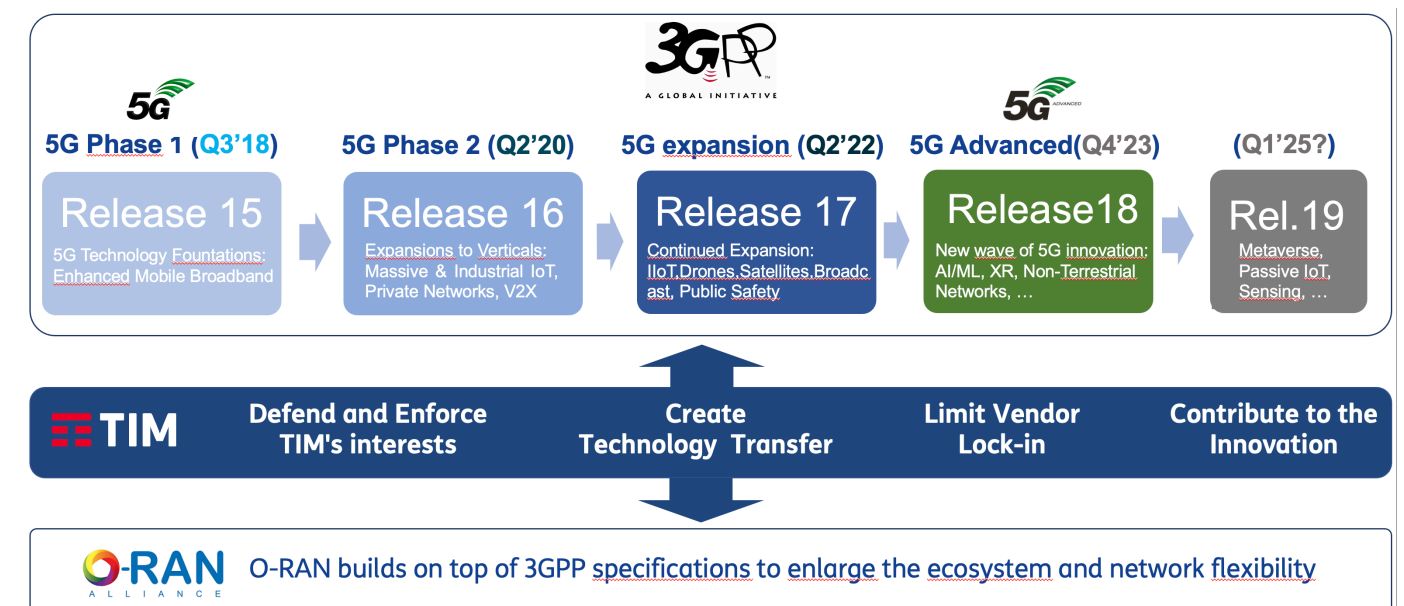 3GPP
TM
A GLOBAL INITIATIVE
5G
5G ADVANCED
5G Phase 1 (Q3’18)
5G Phase 2 (Q2’20)
5G expansion (Q2’22)
5G Advanced(Q4’23)
(Q1’25?)
Release 15
5G Technology Fountations:
Enhanced Mobile Broadband
Release 16
Expansions to Verticals:
Massive & Industrial IoT,
Private Networks, V2X
Release 17
Continued Expansion:
IIoT,Drones,Satellites,Broadc
ast, Public Safety
Release18
New wave of 5G innovation:
AI/ML, XR, Non-Terrestrial
Networks, …
Rel.19
Metaverse,
Passive IoT,
Sensing, …
TIM
Defend and Enforce
TIM's interests
Create
Technology Transfer
Limit Vendor
Lock-in
Contribute to the
Innovation
O-RAN
ALLIANCE
O-RAN builds on top of 3GPP specifications to enlarge the ecosystem and network flexibility